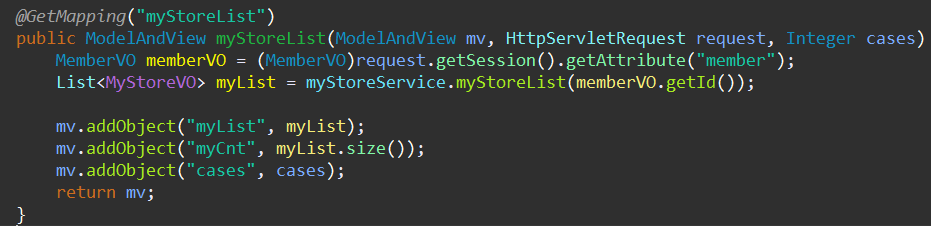 @GetMapping("myStoreList")
public ModelAndView myStoreList(ModelAndView mv, HttpServletRequest request, Integer cases)
    MemberVO memberVO = (MemberVO)request.getSession().getAttribute("member");
    List<MyStoreVO> myList = myStoreService.myStoreList(memberVO.getId());

    mv.addObject("myList", myList);
    mv.addObject("myCnt", myList.size());
    mv.addObject("cases", cases);
    return mv;
}